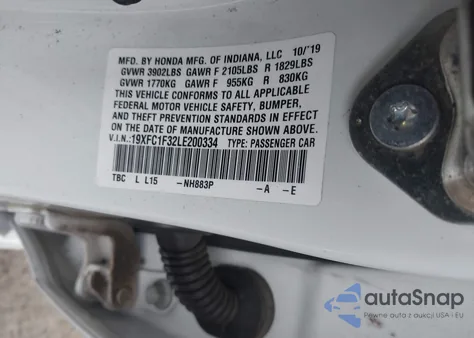 MFD. BY HONDA MFG. OF INDIANA, LLC 10/'19
GVWR 3902LBS GAWR F 2105LBS R 1829LBS
GVWR 1770KG GAWR F 955KG R 830KG
THIS VEHICLE CONFORMS TO ALL APPLICABLE
FEDERAL MOTOR VEHICLE SAFETY, BUMPER,
AND THEFT PREVENTION STANDARDS IN EFFECT
ON THE DATE OF MANUFACTURE SHOWN ABOVE.
V.I.N.:19XFC1F32LE200334 TYPE: PASSENGER CAR
TBC L L15 -NH883P -A -E
autoSnap
Pewne auto z aukcji USA i EU